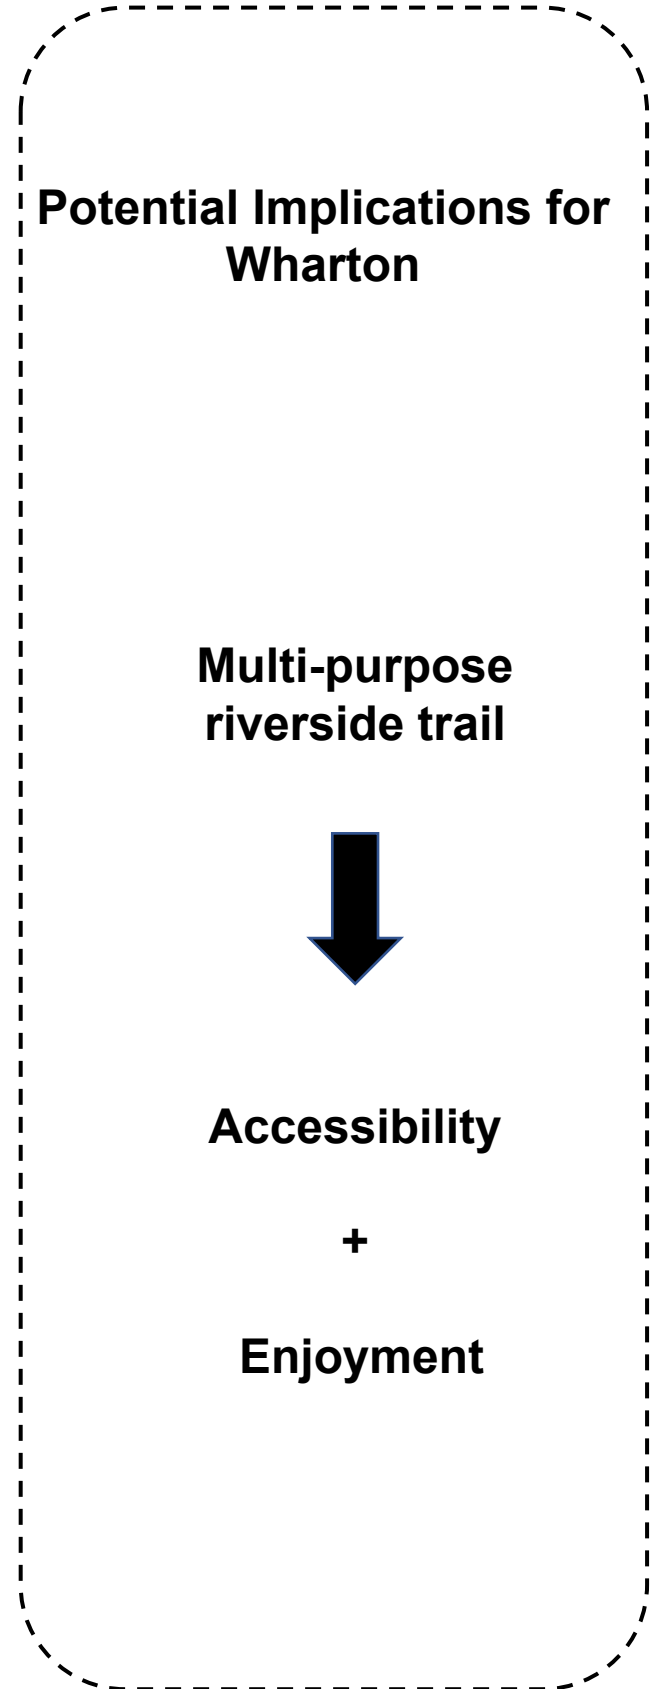 Potential Implications for
Wharton
Multi-purpose
riverside trail
Accessibility
+
Enjoyment